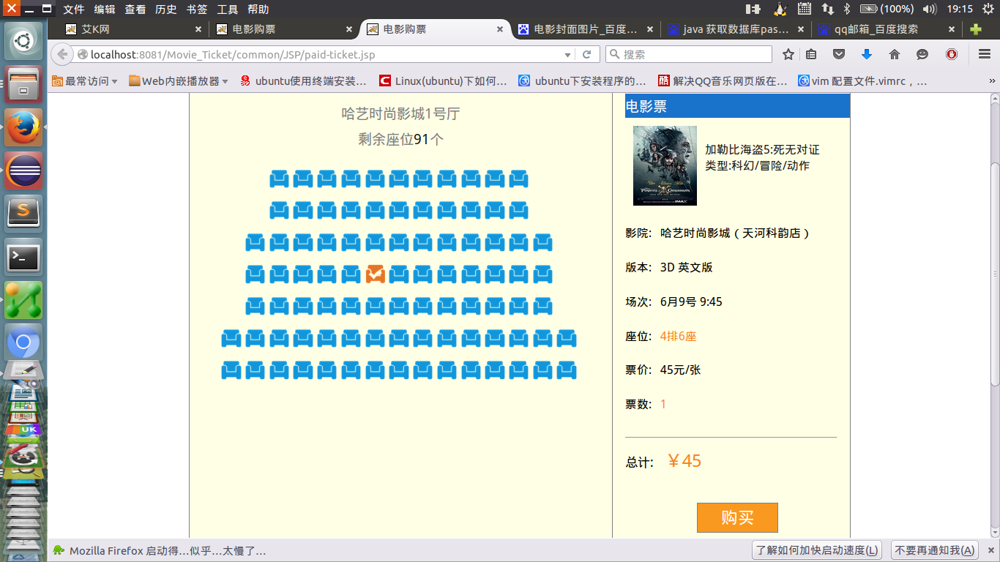 文件 编辑 查看 历史 书签 工具 帮助
(100%) 19:15
艾K网 电影购票 电影购票 电影封面图片_百度… java 获取数据库pas… qq邮箱_百度搜索
localhost:8081/Movie_Ticket/common/JSP/paid-ticket.jsp 搜索
最常访问 Web内嵌播放器 ubuntu使用终端安装… Linux(ubuntu)下如何… ubuntu下安装程序的… 解决QQ音乐网页版在… vim 配置文件.vimrc，…
哈艺时尚影城1号厅
剩余座位91个
电影票
加勒比海盗5:死无对证
类型:科幻/冒险/动作
PIRATES CARIBBEAN
IMAX
影院: 哈艺时尚影城（天河科韵店）
版本: 3D 英文版
场次: 6月9号 9:45
座位: 4排6座
票价: 45元/张
票数: 1
总计: ￥45
购买
UK
Mozilla Firefox 启动得…似乎…太慢了… 了解如何加快启动速度(L) 不要再通知我(A)